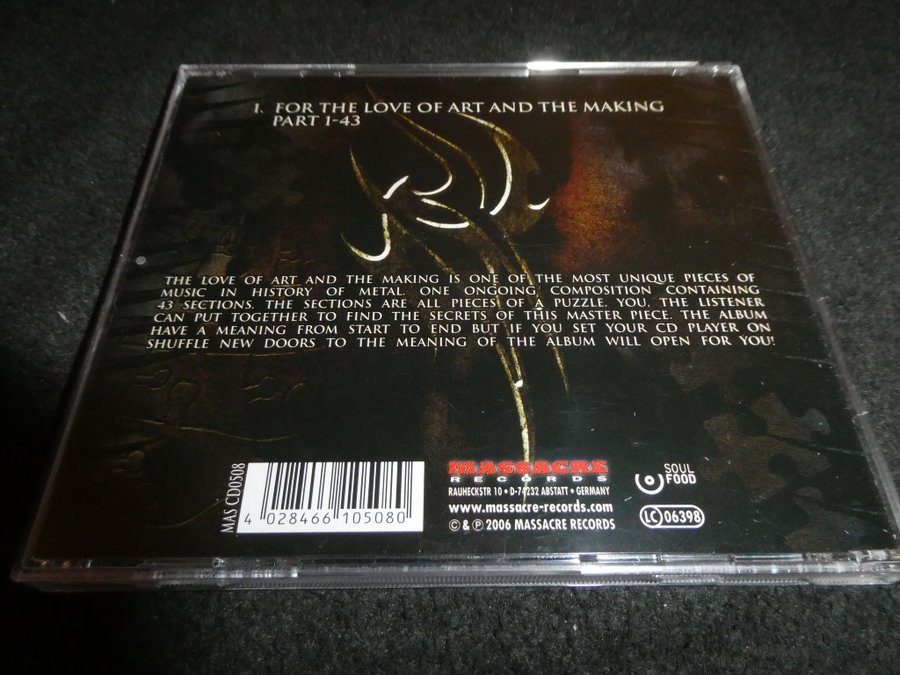 1. FOR THE LOVE OF ART AND THE MAKING
PART 1-43
THE LOVE OF ART AND THE MAKING IS ONE OF THE MOST UNIQUE PIECES OF
MUSIC IN HISTORY OF METAL. ONE ONGOING COMPOSITION CONTAINING
43 SECTIONS. THE SECTIONS ARE ALL PIECES OF A PUZZLE. YOU, THE LISTENER
CAN PUT TOGETHER TO FIND THE SECRETS OF THIS MASTER PIECE. THE ALBUM
HAVE A MEANING FROM START TO END BUT IF YOU SET YOUR CD PLAYER ON
SHUFFLE NEW DOORS TO THE MEANING OF THE ALBUM WILL OPEN FOR YOU!
MAS CD0508
4 028466 105080
MASSACRE
RECORDS
RAUHECKSTR 10 • D-74232 ABSTATT • GERMANY
www.massacre-records.com
© & ℗ 2006 MASSACRE RECORDS
SOUL
FOOD
LC 06398